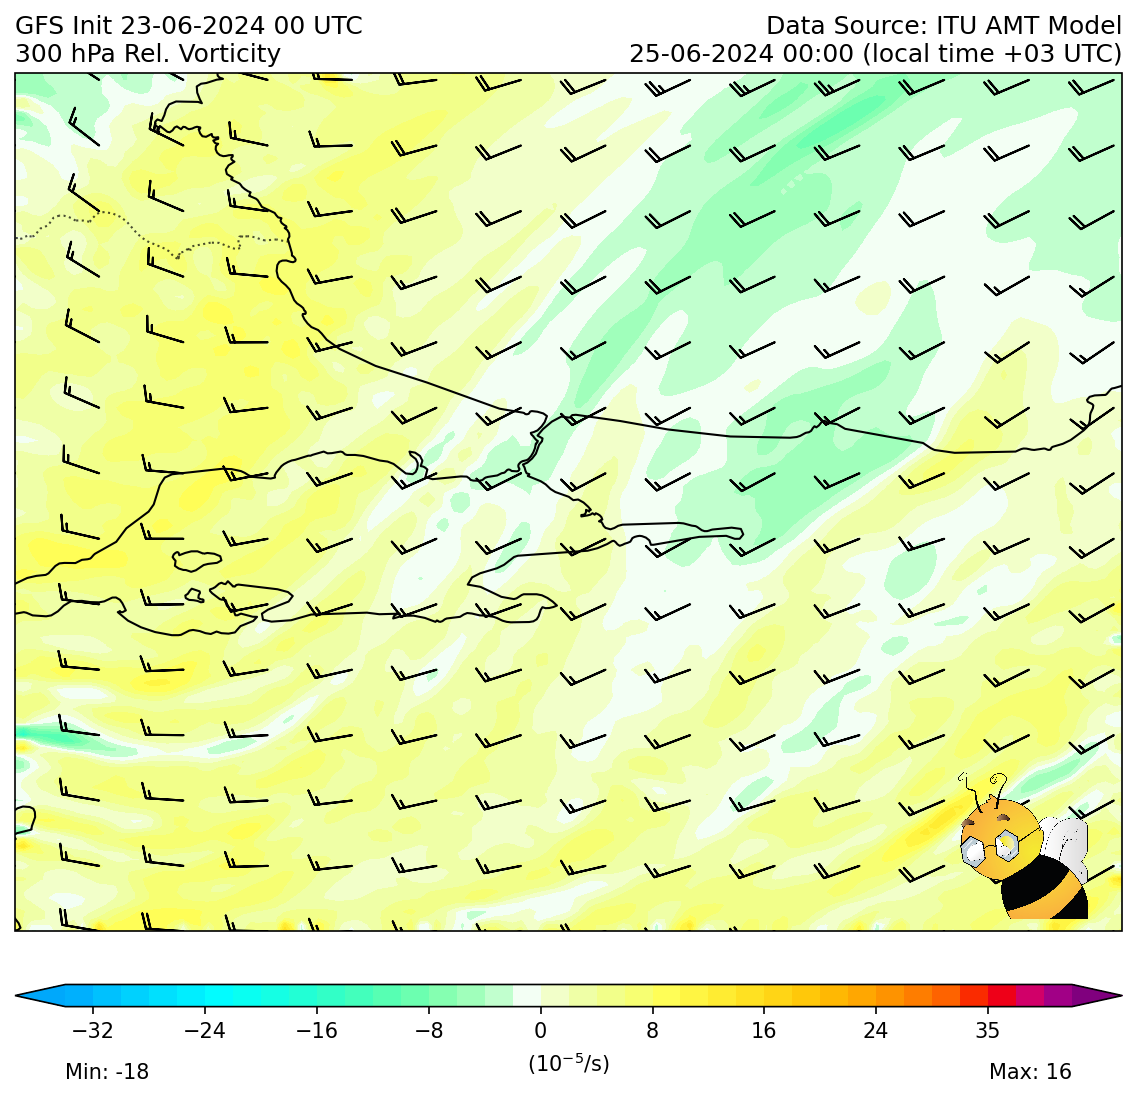 GFS Init 23-06-2024 00 UTC
Data Source: ITU AMT Model
300 hPa Rel. Vorticity
25-06-2024 00:00 (local time +03 UTC)
−32 −24 −16 −8 0 8 16 24 35
(10⁻⁵/s)
Min: -18
Max: 16